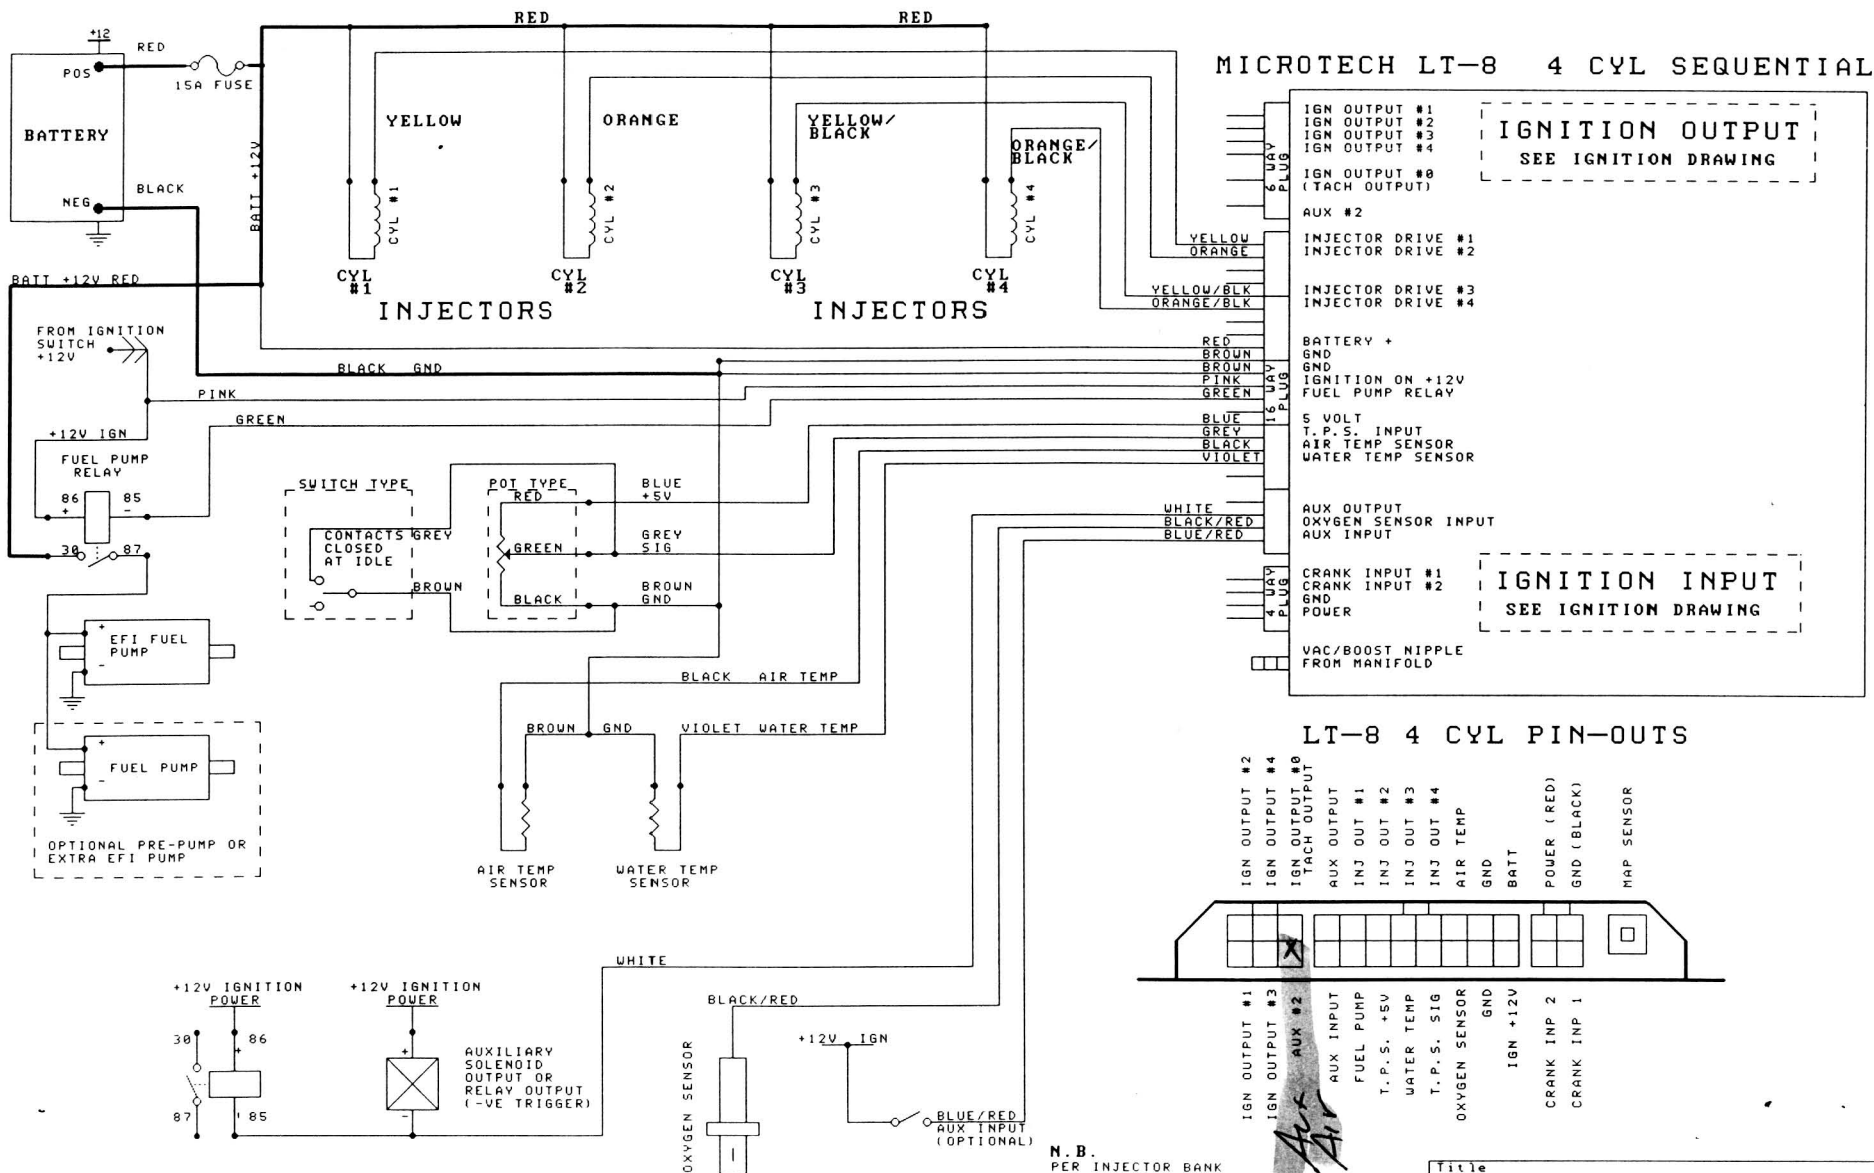 RED
RED
+12
RED
POS
15A FUSE
BATTERY
BATT +12V
BLACK
NEG
YELLOW
ORANGE
YELLOW/
BLACK
ORANGE/
BLACK
CYL #1
CYL #2
CYL #3
CYL #4
CYL
#1
CYL
#2
CYL
#3
CYL
#4
INJECTORS
INJECTORS
BATT +12V RED
FROM IGNITION
SWITCH
+12V
BLACK GND
PINK
GREEN
+12V IGN
FUEL PUMP
RELAY
86
+
85
-
30
87
SWITCH TYPE
CONTACTS
CLOSED
AT IDLE
GREY
BROWN
POT TYPE
RED
GREEN
BLACK
BLUE
+5V
GREY
SIG
BROWN
GND
+
EFI FUEL
PUMP
-
+
FUEL PUMP
-
OPTIONAL PRE-PUMP OR
EXTRA EFI PUMP
BLACK AIR TEMP
BROWN GND
VIOLET WATER TEMP
AIR TEMP
SENSOR
WATER TEMP
SENSOR
MICROTECH LT-8 4 CYL SEQUENTIAL
6 WAY
PLUG
IGN OUTPUT #1
IGN OUTPUT #2
IGN OUTPUT #3
IGN OUTPUT #4
IGN OUTPUT #0
(TACH OUTPUT)
AUX #2
IGNITION OUTPUT
SEE IGNITION DRAWING
YELLOW INJECTOR DRIVE #1
ORANGE INJECTOR DRIVE #2
YELLOW/BLK INJECTOR DRIVE #3
ORANGE/BLK INJECTOR DRIVE #4
RED BATTERY +
BROWN GND
BROWN GND
PINK IGNITION ON +12V
GREEN FUEL PUMP RELAY
16 WAY
PLUG
BLUE 5 VOLT
GREY T.P.S. INPUT
BLACK AIR TEMP SENSOR
VIOLET WATER TEMP SENSOR
WHITE AUX OUTPUT
BLACK/RED OXYGEN SENSOR INPUT
BLUE/RED AUX INPUT
4 WAY
PLUG
CRANK INPUT #1
CRANK INPUT #2
GND
POWER
IGNITION INPUT
SEE IGNITION DRAWING
VAC/BOOST NIPPLE
FROM MANIFOLD
LT-8 4 CYL PIN-OUTS
IGN OUTPUT #2
IGN OUTPUT #4
IGN OUTPUT #0
TACH OUTPUT
AUX OUTPUT
INJ OUT #1
INJ OUT #2
INJ OUT #3
INJ OUT #4
AIR TEMP
GND
BATT
POWER (RED)
GND (BLACK)
MAP SENSOR
X
IGN OUTPUT #1
IGN OUTPUT #3
AUX #2
AUX INPUT
FUEL PUMP
T.P.S. +5V
WATER TEMP
T.P.S. SIG
OXYGEN SENSOR
GND
IGN +12V
CRANK INP 2
CRANK INP 1
Aux
Air
+12V IGNITION
POWER
30
86
+
87
85
+12V IGNITION
POWER
+
-
AUXILIARY
SOLENOID
OUTPUT OR
RELAY OUTPUT
(-VE TRIGGER)
WHITE
BLACK/RED
OXYGEN SENSOR
+12V IGN
BLUE/RED
AUX INPUT
(OPTIONAL)
N.B.
PER INJECTOR BANK
Title